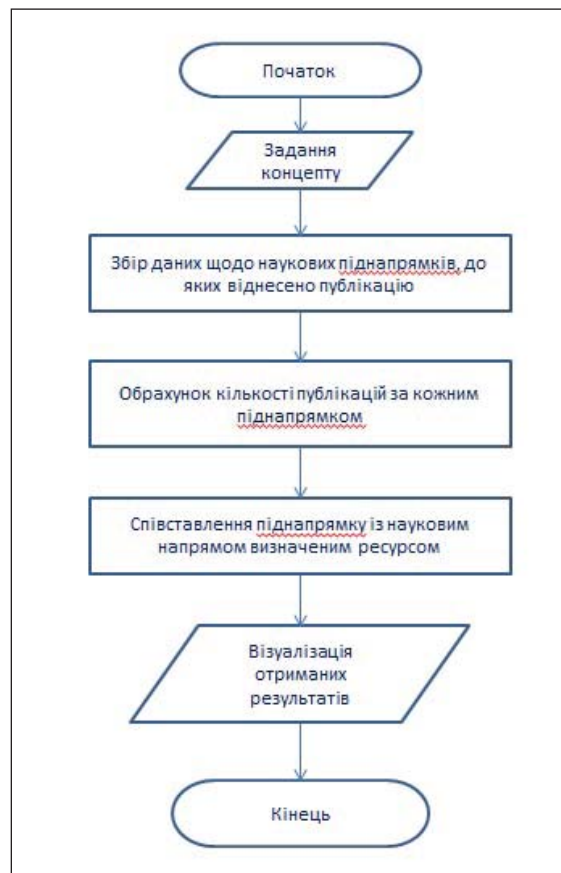 Початок
Задання
концепту
Збір даних щодо наукових піднапрямків, до
яких віднесено публікацію
Обрахунок кількості публікацій за кожним
піднапрямком
Співставлення піднапрямку із науковим
напрямом визначеним ресурсом
Візуалізація
отриманих
результатів
Кінець